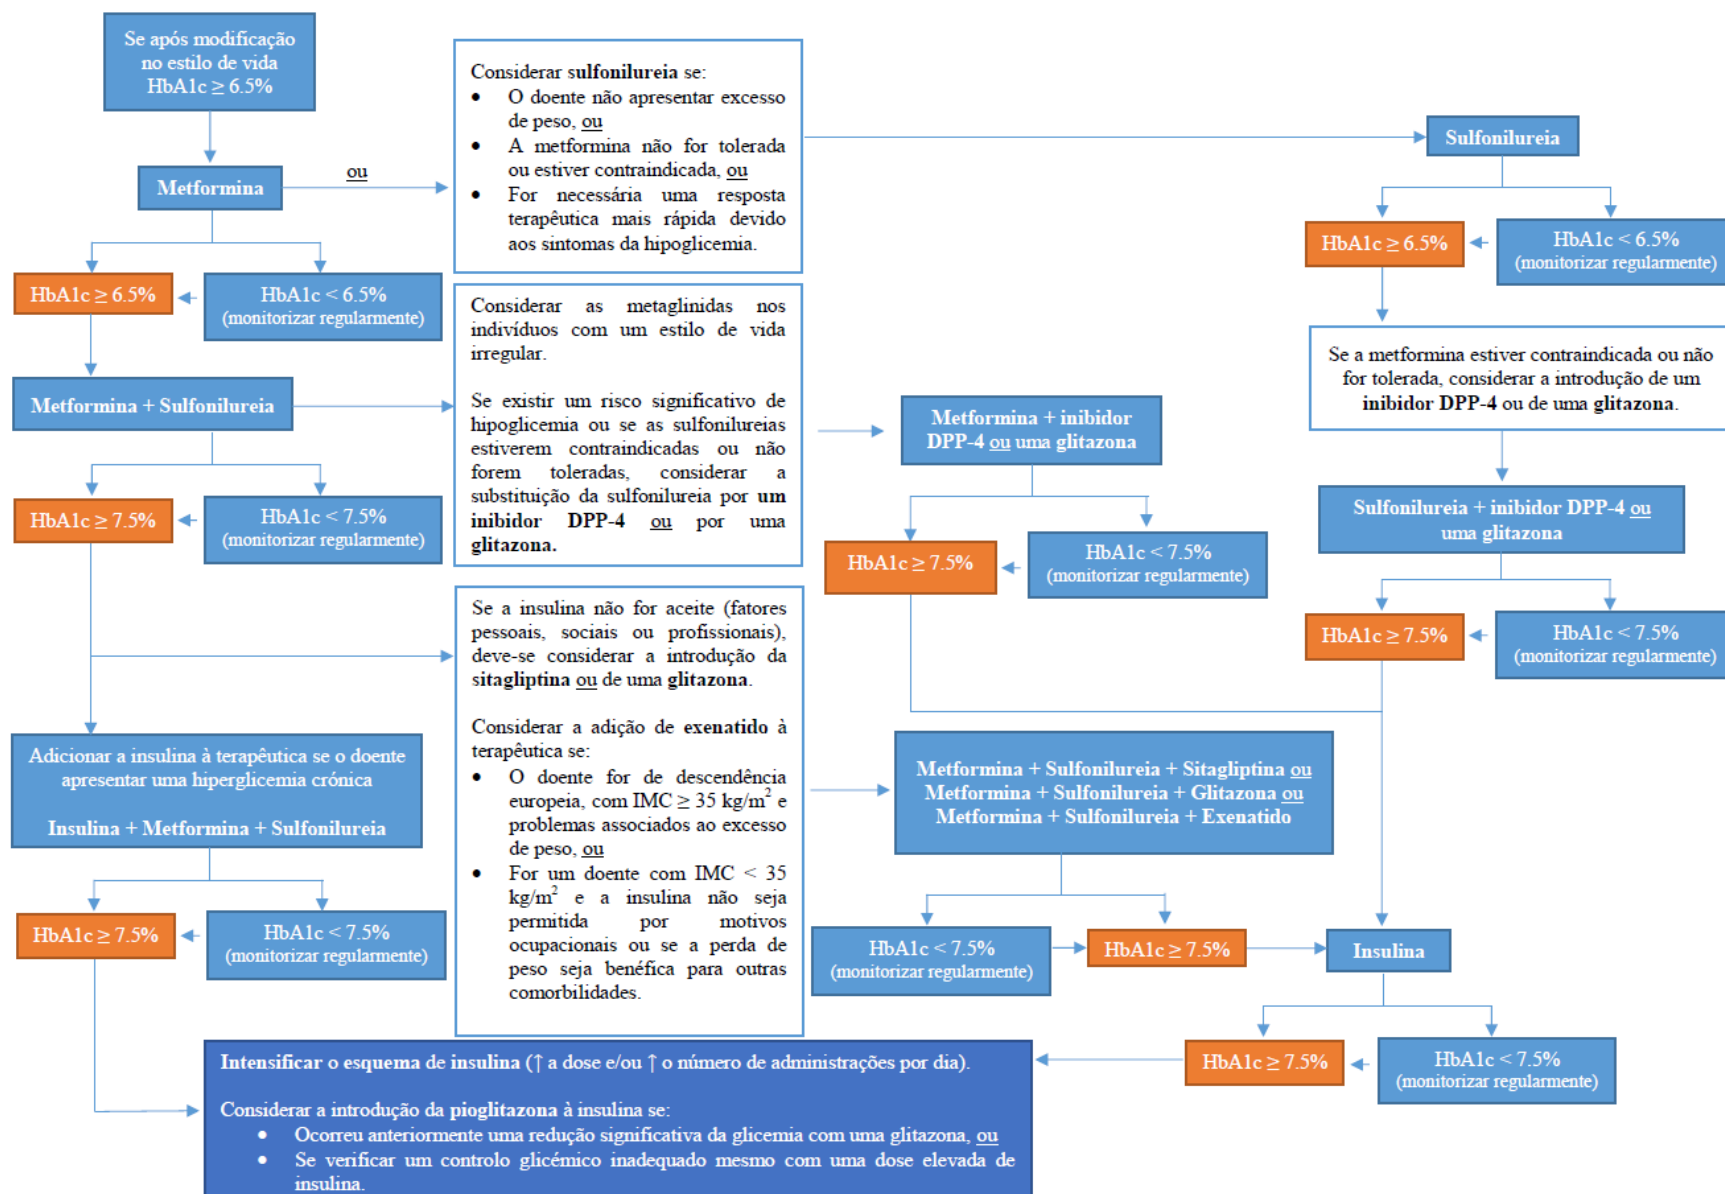 Se após modificação
no estilo de vida
HbA1c ≥ 6.5%
Metformina
ou
Considerar sulfonilureia se:
• O doente não apresentar excesso
de peso, ou
• A metformina não for tolerada
ou estiver contraindicada, ou
• For necessária uma resposta
terapêutica mais rápida devido
aos sintomas da hipoglicemia.
Sulfonilureia
HbA1c ≥ 6.5%
HbA1c < 6.5%
(monitorizar regularmente)
HbA1c ≥ 6.5%
HbA1c < 6.5%
(monitorizar regularmente)
Considerar as metaglinidas nos
indivíduos com um estilo de vida
irregular.
Se existir um risco significativo de
hipoglicemia ou se as sulfonilureias
estiverem contraindicadas ou não
forem toleradas, considerar a
substituição da sulfonilureia por um
inibidor DPP-4 ou por uma
glitazona.
Se a metformina estiver contraindicada ou não
for tolerada, considerar a introdução de um
inibidor DPP-4 ou de uma glitazona.
Metformina + Sulfonilureia
Metformina + inibidor
DPP-4 ou uma glitazona
HbA1c ≥ 7.5%
HbA1c < 7.5%
(monitorizar regularmente)
Sulfonilureia + inibidor DPP-4 ou
uma glitazona
HbA1c ≥ 7.5%
HbA1c < 7.5%
(monitorizar regularmente)
HbA1c ≥ 7.5%
HbA1c < 7.5%
(monitorizar regularmente)
Se a insulina não for aceite (fatores
pessoais, sociais ou profissionais),
deve-se considerar a introdução da
sitagliptina ou de uma glitazona.
Considerar a adição de exenatido à
terapêutica se:
• O doente for de descendência
europeia, com IMC ≥ 35 kg/m² e
problemas associados ao excesso
de peso, ou
• For um doente com IMC < 35
kg/m² e a insulina não seja
permitida por motivos
ocupacionais ou se a perda de
peso seja benéfica para outras
comorbilidades.
Adicionar a insulina à terapêutica se o doente
apresentar uma hiperglicemia crónica
Insulina + Metformina + Sulfonilureia
Metformina + Sulfonilureia + Sitagliptina ou
Metformina + Sulfonilureia + Glitazona ou
Metformina + Sulfonilureia + Exenatido
HbA1c ≥ 7.5%
HbA1c < 7.5%
(monitorizar regularmente)
HbA1c < 7.5%
(monitorizar regularmente)
HbA1c ≥ 7.5%
Insulina
HbA1c ≥ 7.5%
HbA1c < 7.5%
(monitorizar regularmente)
Intensificar o esquema de insulina (↑ a dose e/ou ↑ o número de administrações por dia).
Considerar a introdução da pioglitazona à insulina se:
• Ocorreu anteriormente uma redução significativa da glicemia com uma glitazona, ou
• Se verificar um controlo glicémico inadequado mesmo com uma dose elevada de
insulina.